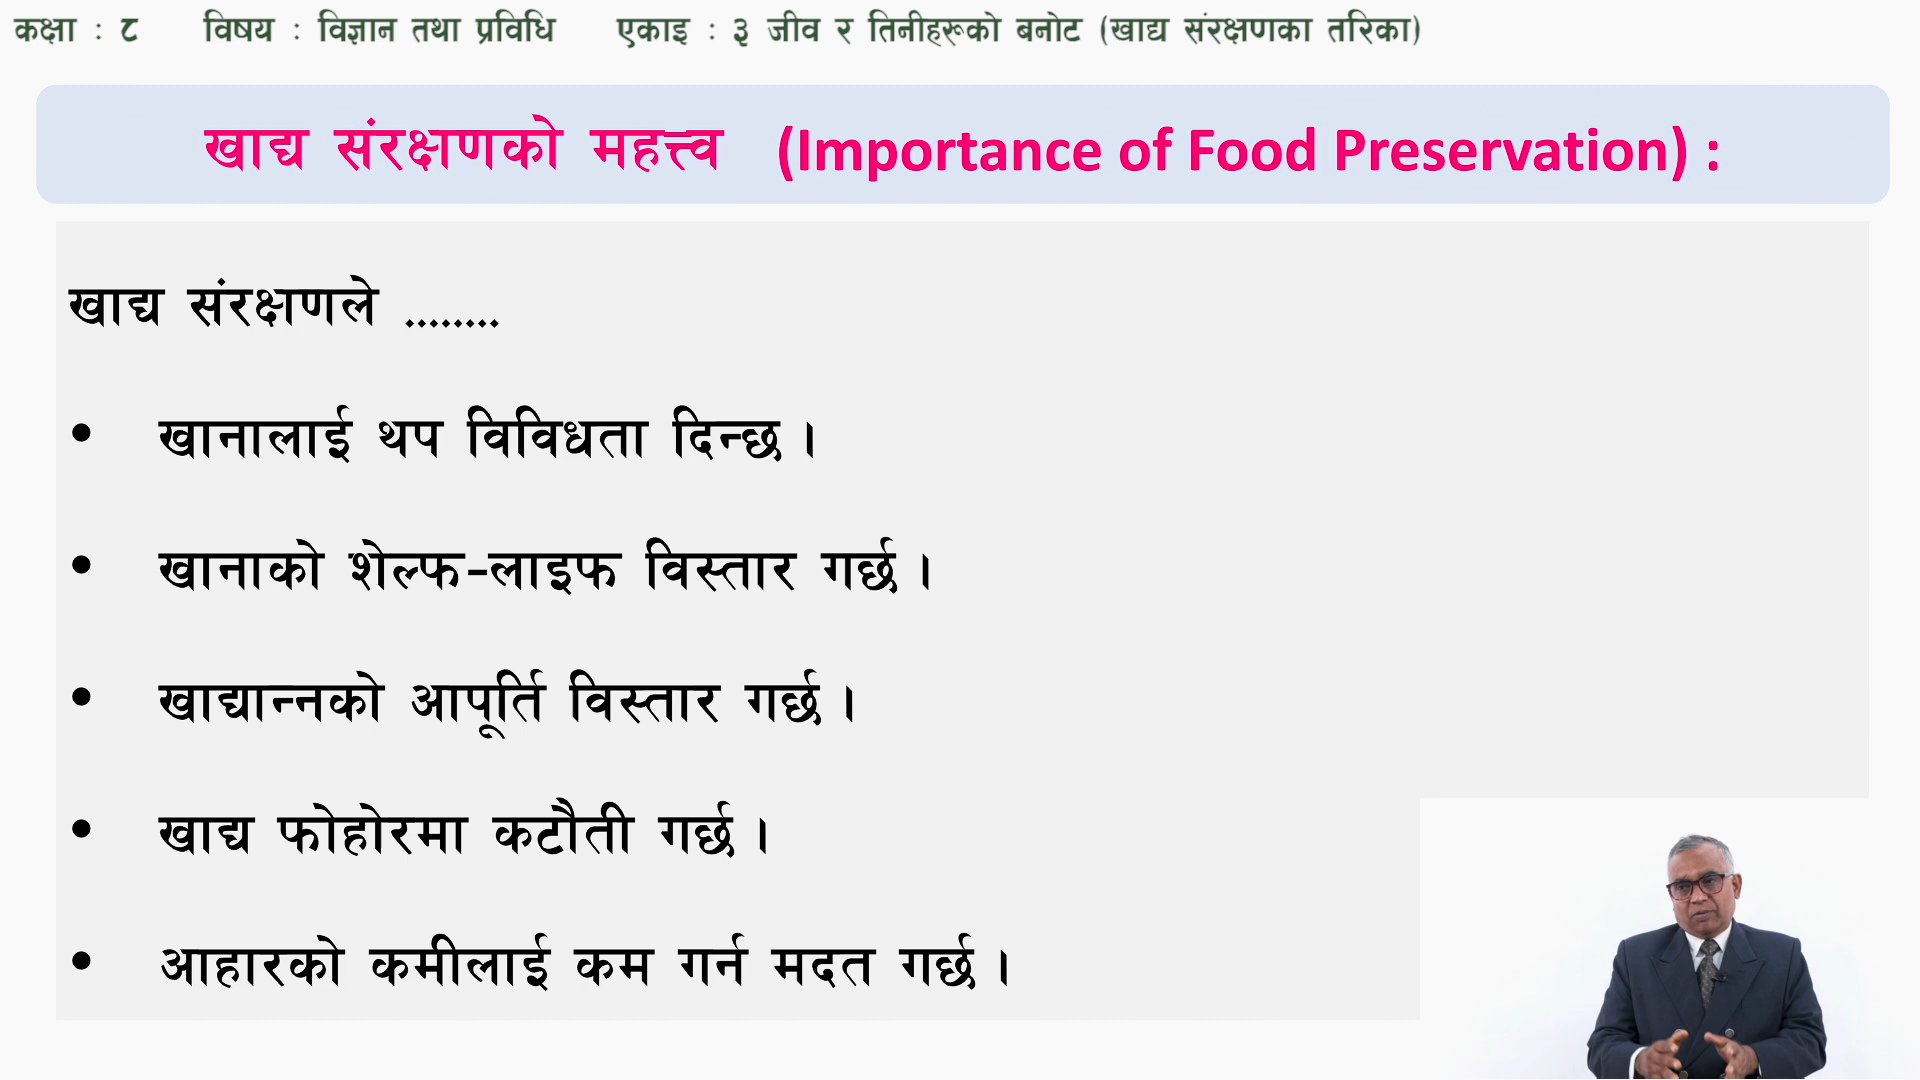 कक्षा : ८ विषय : विज्ञान तथा प्रविधि एकाइ : ३ जीव र तिनीहरूको बनोट (खाद्य संरक्षणका तरिका)
खाद्य संरक्षणको महत्त्व (Importance of Food Preservation) :
खाद्य संरक्षणले ........
• खानालाई थप विविधता दिन्छ ।
• खानाको शेल्फ-लाइफ विस्तार गर्छ ।
• खाद्यान्नको आपूर्ति विस्तार गर्छ ।
• खाद्य फोहोरमा कटौती गर्छ ।
• आहारको कमीलाई कम गर्न मदत गर्छ ।